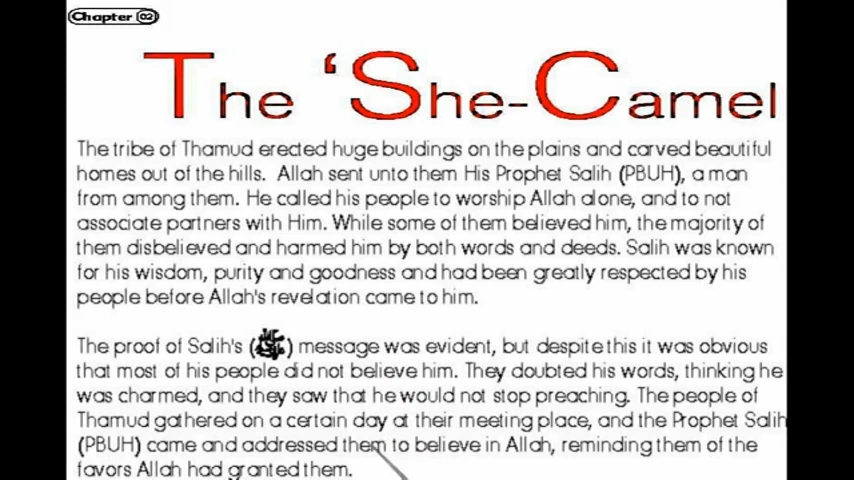 Chapter 02
The ‘She-Camel
The tribe of Thamud erected huge buildings on the plains and carved beautiful
homes out of the hills. Allah sent unto them His Prophet Salih (PBUH), a man
from among them. He called his people to worship Allah alone, and to not
associate partners with Him. While some of them believed him, the majority of
them disbelieved and harmed him by both words and deeds. Salih was known
for his wisdom, purity and goodness and had been greatly respected by his
people before Allah's revelation came to him.
The proof of Salih's (ﷺ) message was evident, but despite this it was obvious
that most of his people did not believe him. They doubted his words, thinking he
was charmed, and they saw that he would not stop preaching. The people of
Thamud gathered on a certain day at their meeting place, and the Prophet Salih
(PBUH) came and addressed them to believe in Allah, reminding them of the
favors Allah had granted them.